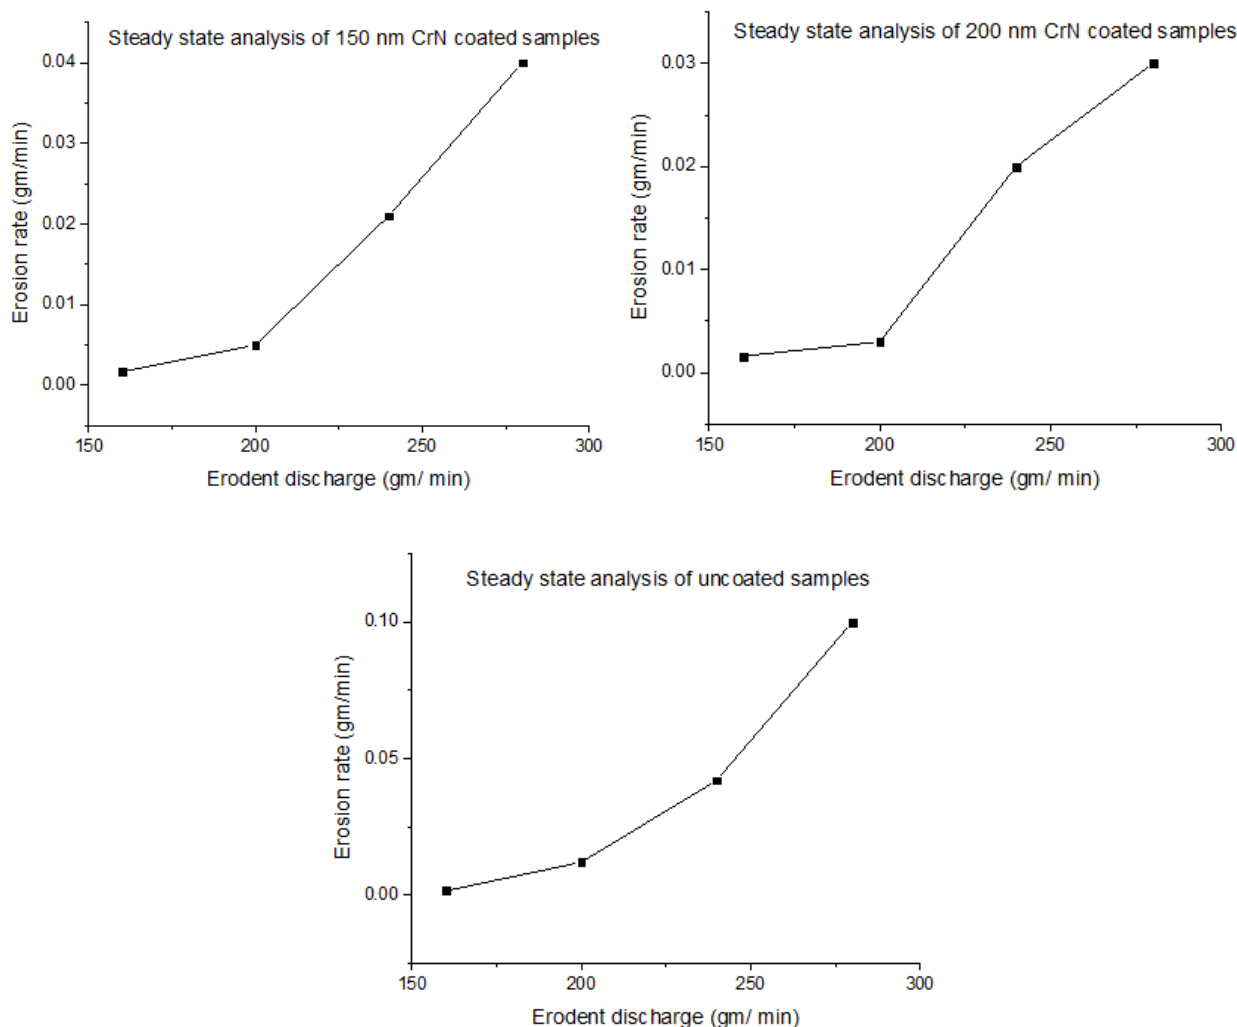 Steady state analysis of 150 nm CrN coated samples
Erosion rate (gm/min)
0.04
0.03
0.02
0.01
0.00
150 200 250 300
Erodent discharge (gm/ min)
Steady state analysis of 200 nm CrN coated samples
Erosion rate (gm/min)
0.03
0.02
0.01
0.00
150 200 250 300
Erodent discharge (gm/ min)
Steady state analysis of uncoated samples
Erosion rate (gm/min)
0.10
0.05
0.00
150 200 250 300
Erodent discharge (gm/ min)